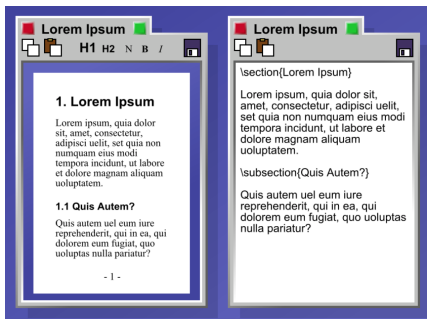 Lorem Ipsum
H1 H2 N B I
1. Lorem Ipsum
Lorem ipsum, quia dolor
sit, amet, consectetur,
adipisci uelit, set quia non
numquam eius modi
tempora incidunt, ut labore
et dolore magnam aliquam
uoluptatem.
1.1 Quis Autem?
Quis autem uel eum iure
reprehenderit, qui in ea, qui
dolorem eum fugiat, quo
uoluptas nulla pariatur?
- 1 -
Lorem Ipsum
\section{Lorem Ipsum}
Lorem ipsum, quia dolor sit,
amet, consectetur, adipisci uelit,
set quia non numquam eius modi
tempora incidunt, ut labore et
dolore magnam aliquam
uoluptatem.
\subsection{Quis Autem?}
Quis autem uel eum iure
reprehenderit, qui in ea, qui
dolorem eum fugiat, quo uoluptas
nulla pariatur?